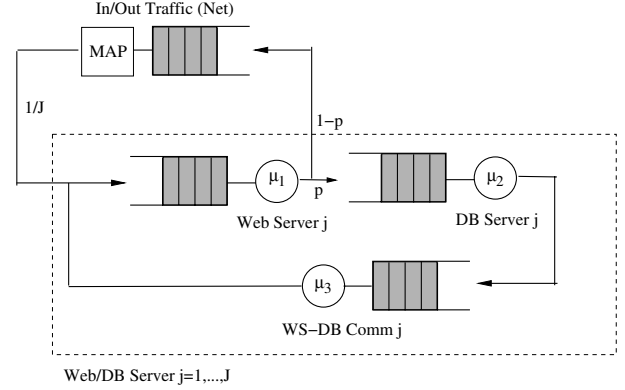 In/Out Traffic (Net)
MAP
1/J
1−p
μ1
p
μ2
Web Server j
DB Server j
μ3
WS−DB Comm j
Web/DB Server j=1,...,J